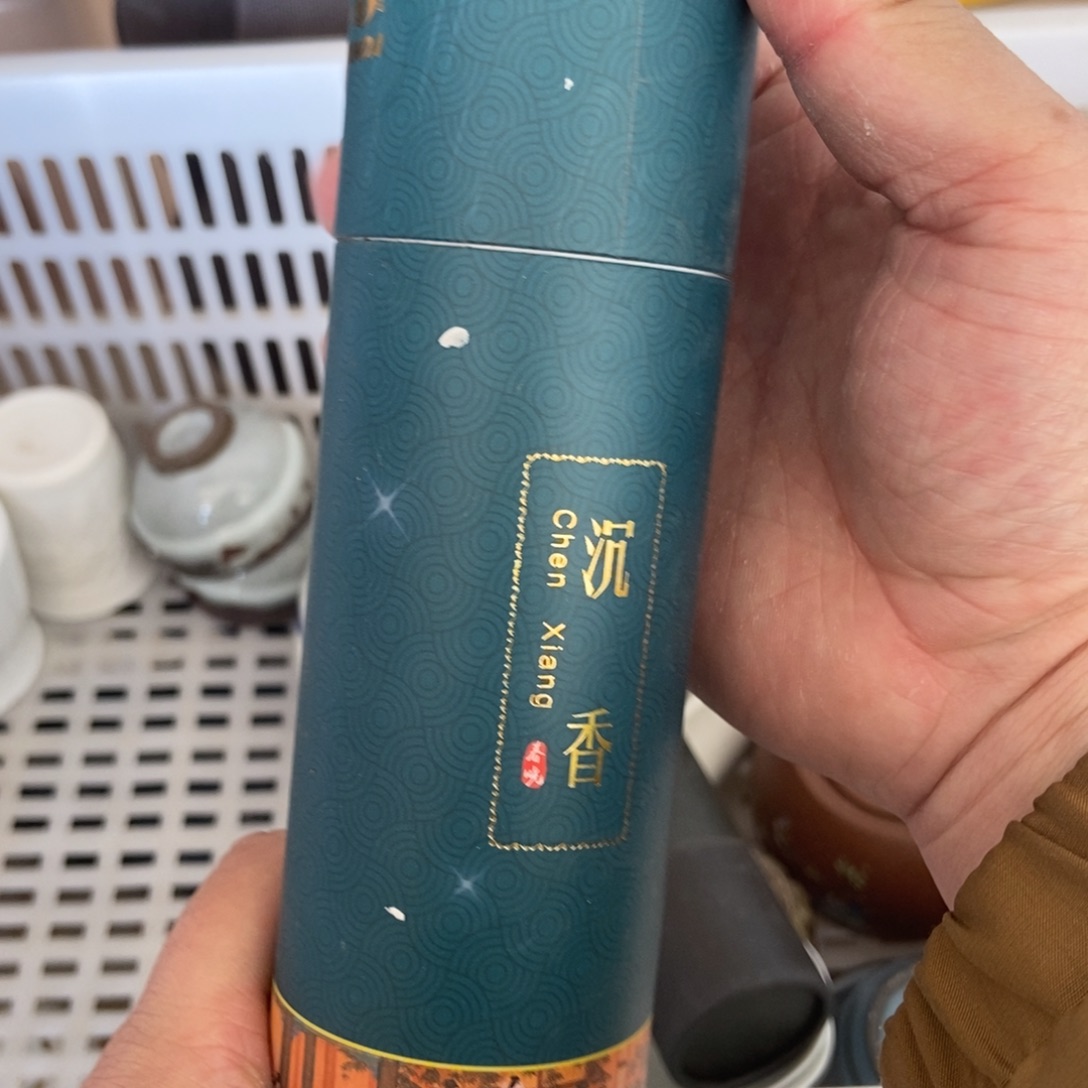 沉香
Chen Xiang